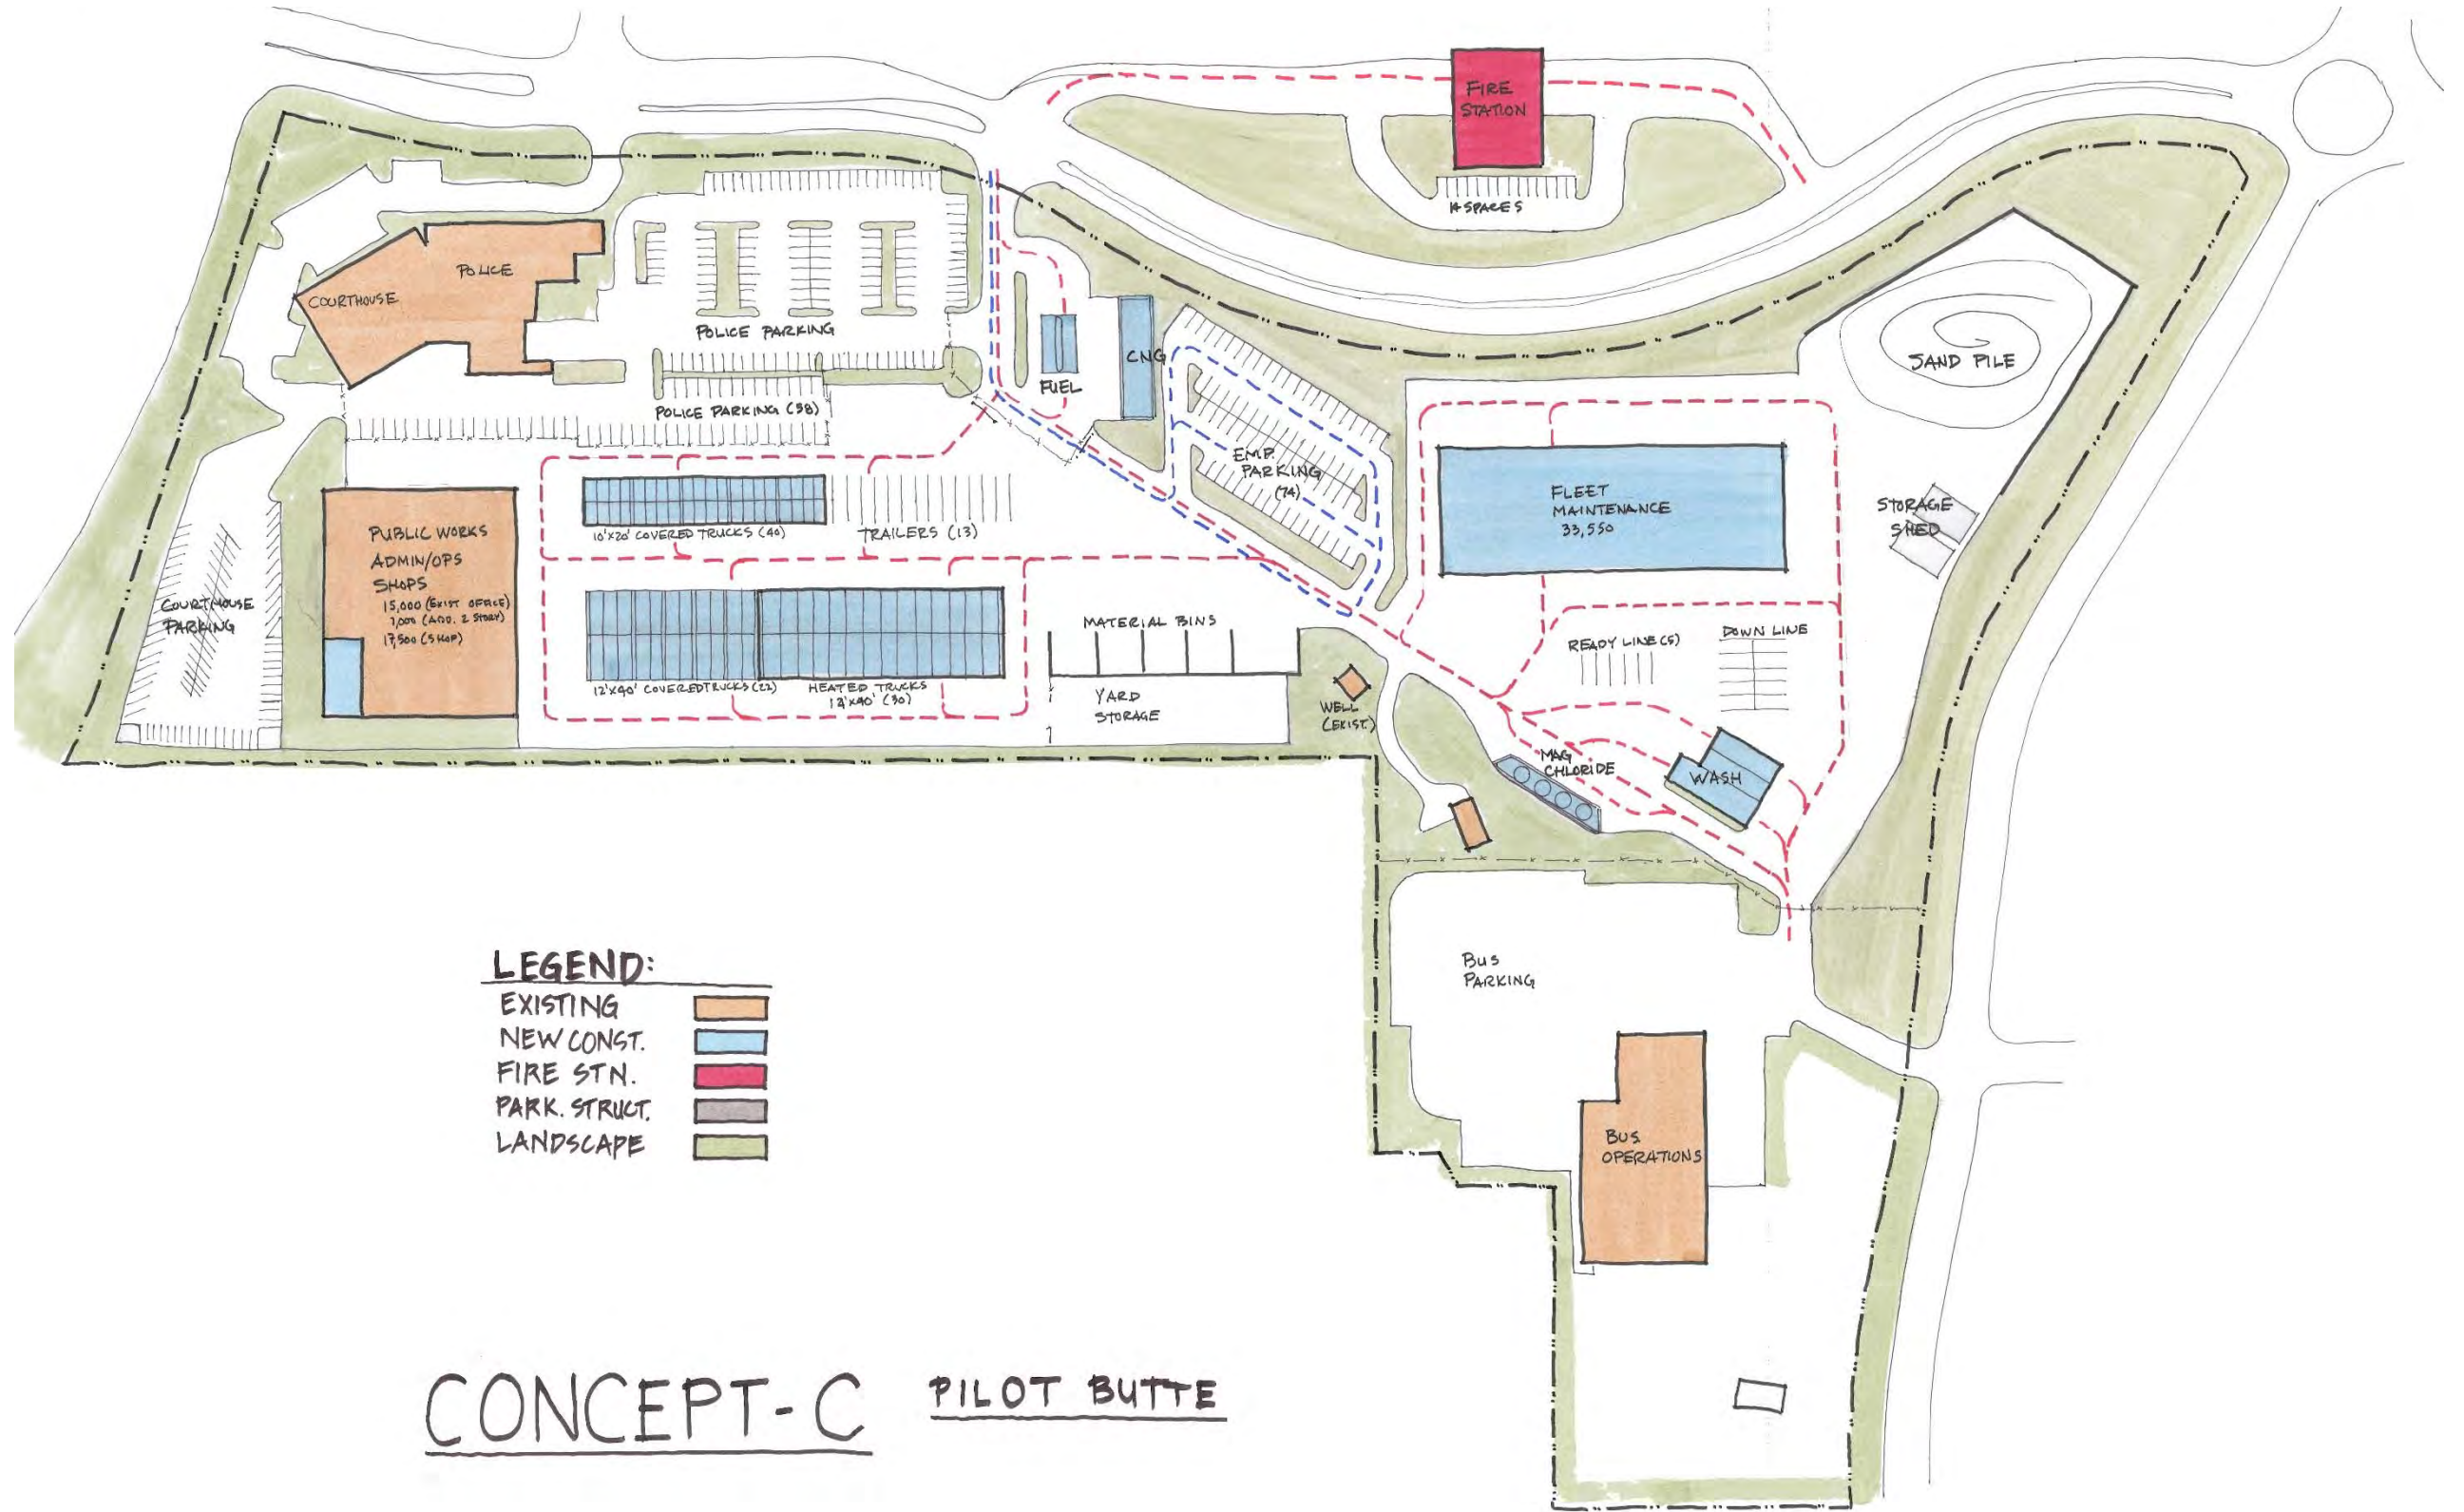 FIRE
STATION
14 SPACES
POLICE
COURTHOUSE
POLICE PARKING
POLICE PARKING (38)
FUEL
CNG
EMP.
PARKING
(74)
SAND PILE
FLEET
MAINTENANCE
33,550
STORAGE
SHED
PUBLIC WORKS
ADMIN/OPS
SHOPS
15,000 (EXIST OFFICE)
1,000 (ADD. 2 STORY)
17,500 (SHOP)
COURTHOUSE
PARKING
10'X20' COVERED TRUCKS (40)
TRAILERS (13)
12'X40' COVERED TRUCKS (22)
HEATED TRUCKS
12'X40' (30)
MATERIAL BINS
YARD
STORAGE
WELL
(EXIST.)
READY LINE (5)
DOWN LINE
MAG
CHLORIDE
WASH
BUS
PARKING
BUS
OPERATIONS
LEGEND:
EXISTING
NEW CONST.
FIRE STN.
PARK. STRUCT.
LANDSCAPE
CONCEPT-C PILOT BUTTE